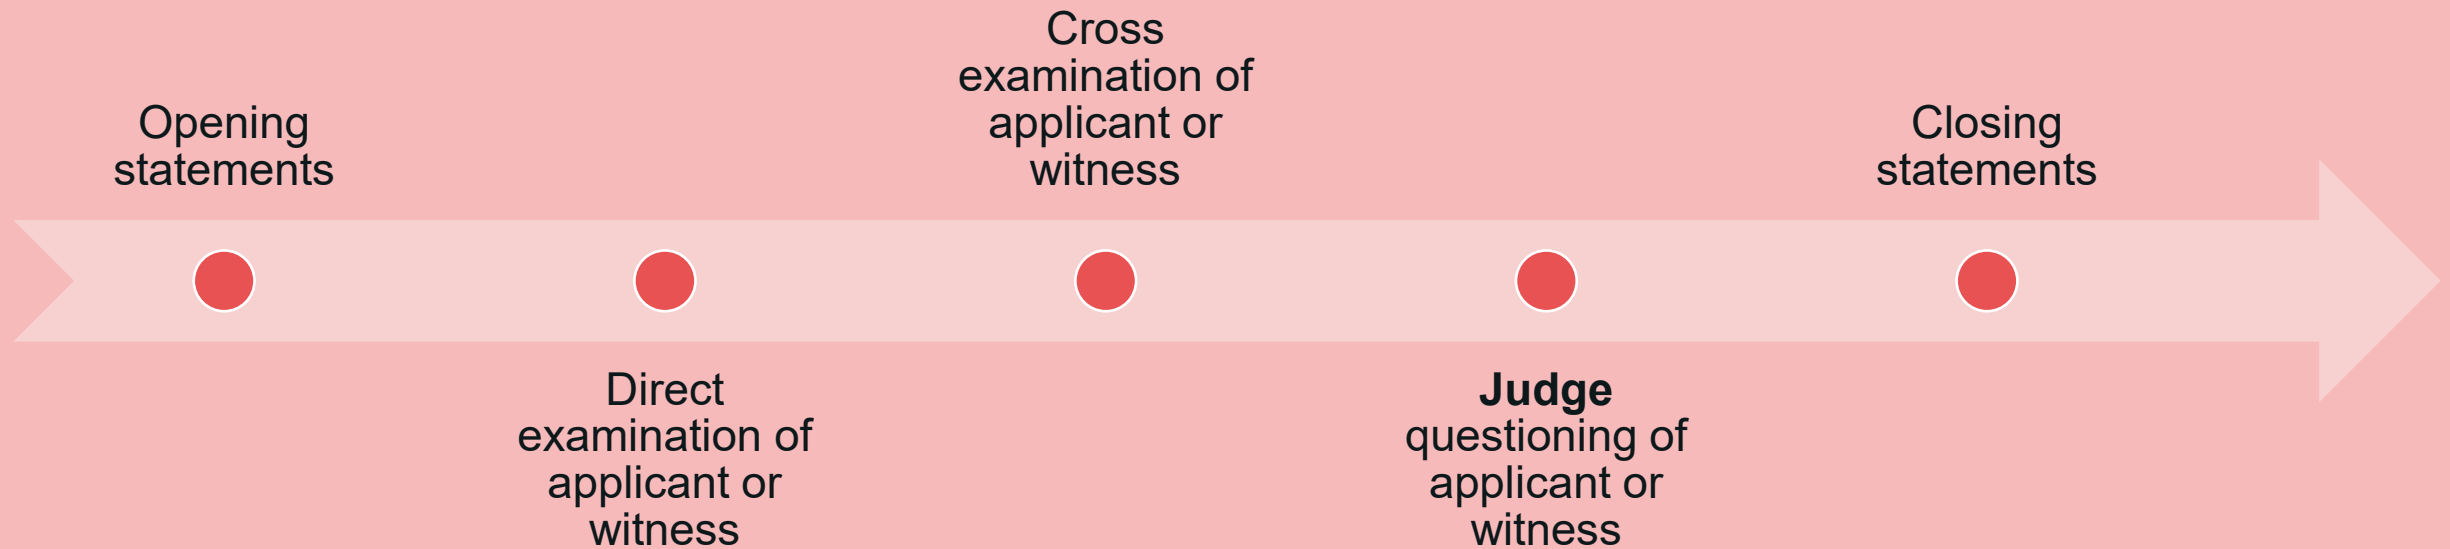 Opening
statements
Direct
examination of
applicant or
witness
Cross
examination of
applicant or
witness
Judge
questioning of
applicant or
witness
Closing
statements